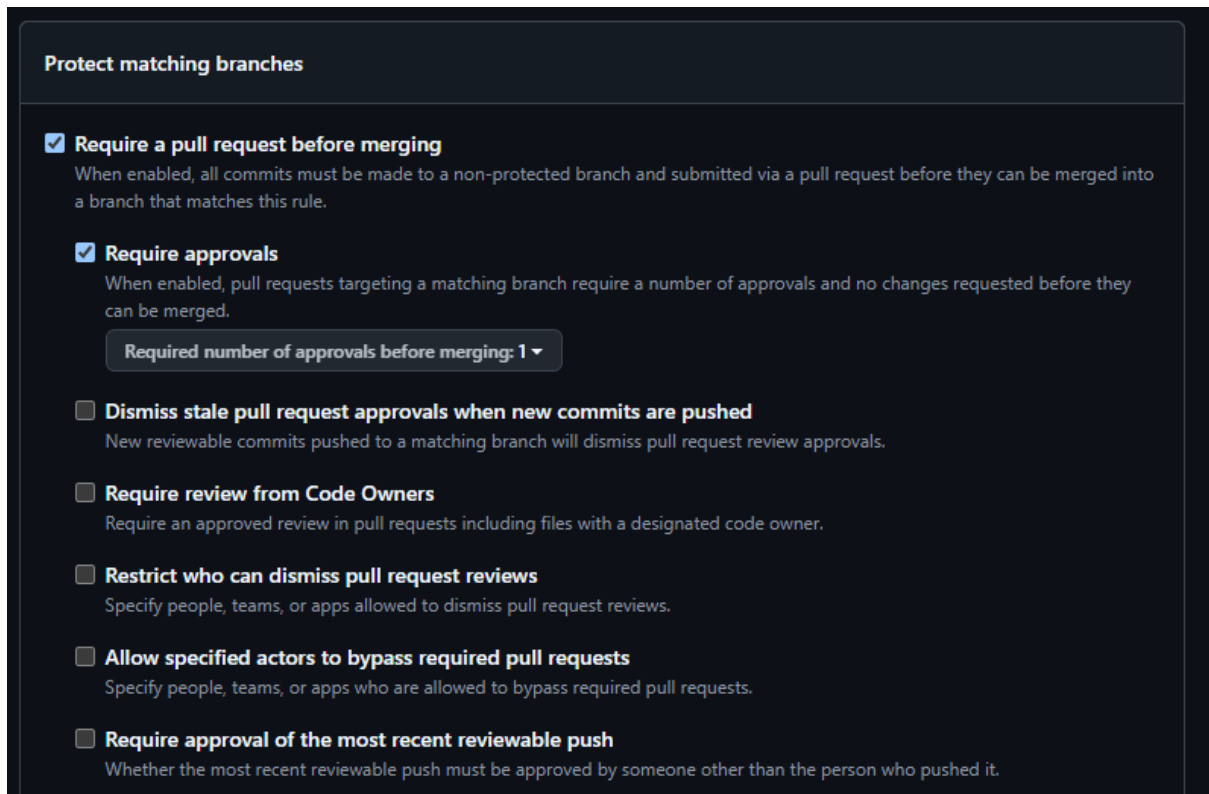 Protect matching branches
Require a pull request before merging
When enabled, all commits must be made to a non-protected branch and submitted via a pull request before they can be merged into
a branch that matches this rule.
Require approvals
When enabled, pull requests targeting a matching branch require a number of approvals and no changes requested before they
can be merged.
Required number of approvals before merging: 1
Dismiss stale pull request approvals when new commits are pushed
New reviewable commits pushed to a matching branch will dismiss pull request review approvals.
Require review from Code Owners
Require an approved review in pull requests including files with a designated code owner.
Restrict who can dismiss pull request reviews
Specify people, teams, or apps allowed to dismiss pull request reviews.
Allow specified actors to bypass required pull requests
Specify people, teams, or apps who are allowed to bypass required pull requests.
Require approval of the most recent reviewable push
Whether the most recent reviewable push must be approved by someone other than the person who pushed it.